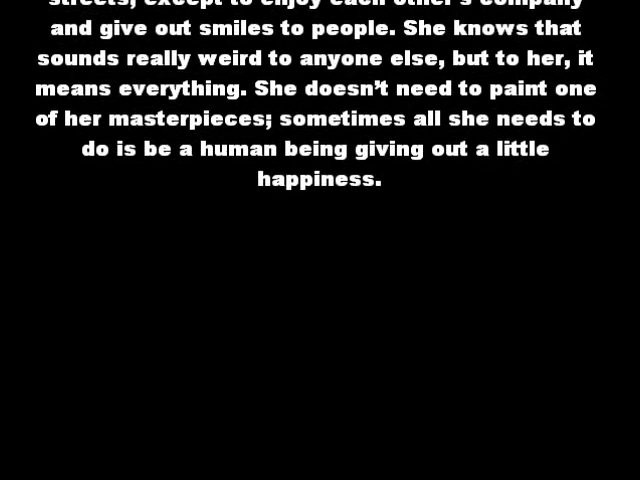 streets, except to enjoy each other's company
and give out smiles to people. She knows that
sounds really weird to anyone else, but to her, it
means everything. She doesn’t need to paint one
of her masterpieces; sometimes all she needs to
do is be a human being giving out a little
happiness.